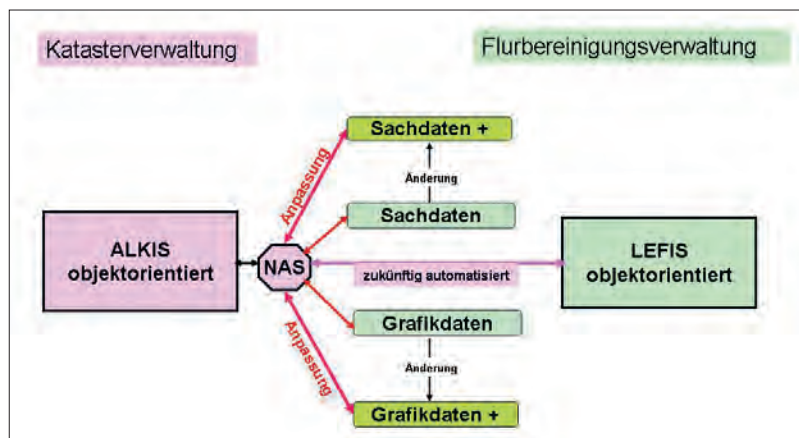 Katasterverwaltung
Flurbereinigungsverwaltung
Sachdaten +
Anpassung
Änderung
Sachdaten
ALKIS
objektorientiert
NAS
zukünftig automatisiert
LEFIS
objektorientiert
Grafikdaten
Anpassung
Änderung
Grafikdaten +